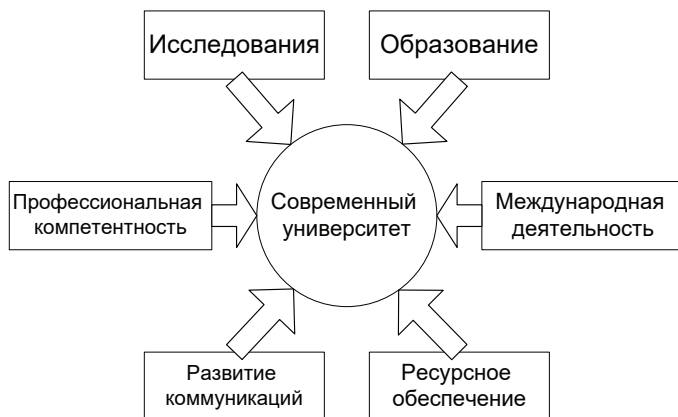 Исследования
Образование
Профессиональная
компетентность
Современный
университет
Международная
деятельность
Развитие
коммуникаций
Ресурсное
обеспечение